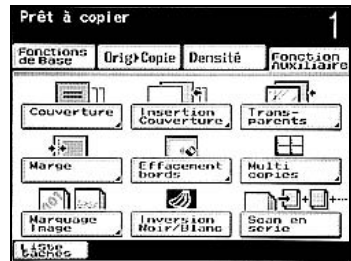 Prêt à copier 1
Fonctions de Base
Orig▸Copie
Densité
Fonction Auxiliaire
Couverture
Insertion Couverture
Trans-parents
Marge
Effacement bords
Multi copies
Marquage Image
Inversion Noir/Blanc
Scan en serie
Liste tâches